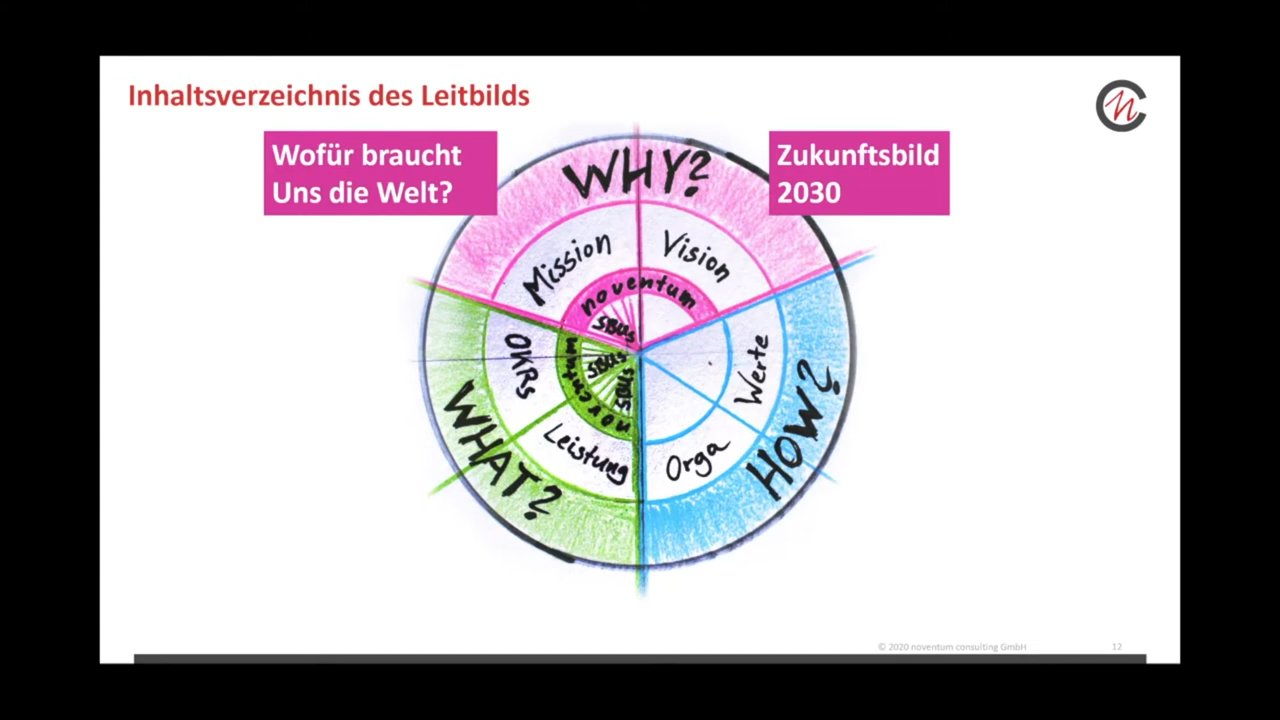 Inhaltsverzeichnis des Leitbilds
Wofür braucht
Uns die Welt?
Zukunftsbild
2030
WHY?
Mission
Vision
noventum
SBUs
OKRs
noventum
SBUs
SBUs
Werte
WHAT?
HOW?
Leistung
Orga
© 2020 noventum consulting GmbH
12